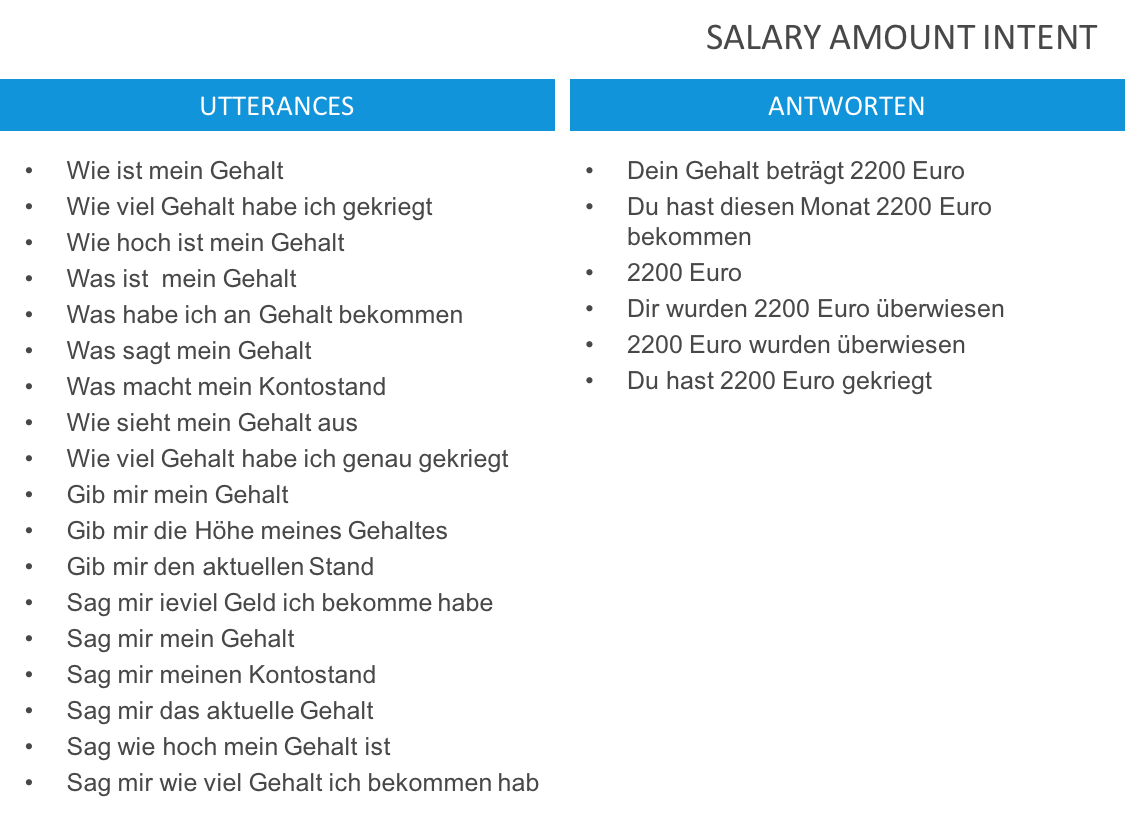 SALARY AMOUNT INTENT
UTTERANCES
• Wie ist mein Gehalt
• Wie viel Gehalt habe ich gekriegt
• Wie hoch ist mein Gehalt
• Was ist  mein Gehalt
• Was habe ich an Gehalt bekommen
• Was sagt mein Gehalt
• Was macht mein Kontostand
• Wie sieht mein Gehalt aus
• Wie viel Gehalt habe ich genau gekriegt
• Gib mir mein Gehalt
• Gib mir die Höhe meines Gehaltes
• Gib mir den aktuellen Stand
• Sag mir ieviel Geld ich bekomme habe
• Sag mir mein Gehalt
• Sag mir meinen Kontostand
• Sag mir das aktuelle Gehalt
• Sag wie hoch mein Gehalt ist
• Sag mir wie viel Gehalt ich bekommen hab
ANTWORTEN
• Dein Gehalt beträgt 2200 Euro
• Du hast diesen Monat 2200 Euro
bekommen
• 2200 Euro
• Dir wurden 2200 Euro überwiesen
• 2200 Euro wurden überwiesen
• Du hast 2200 Euro gekriegt